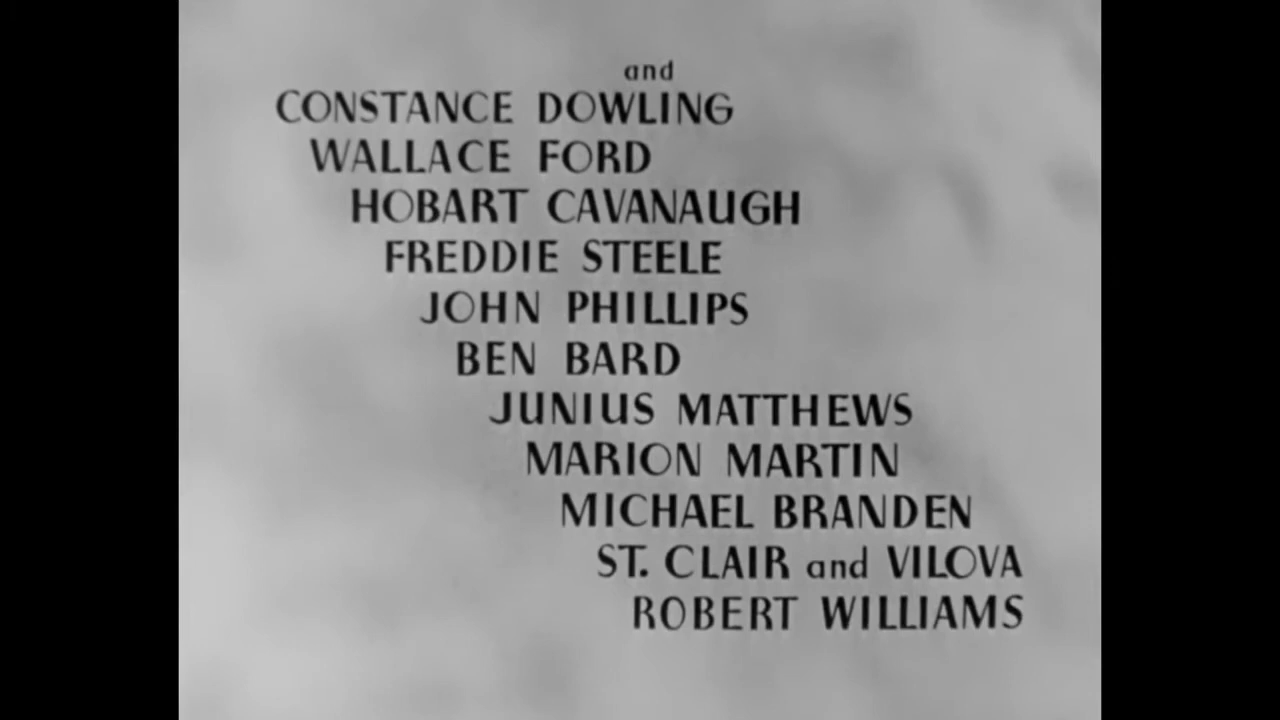 and
CONSTANCE DOWLING
WALLACE FORD
HOBART CAVANAUGH
FREDDIE STEELE
JOHN PHILLIPS
BEN BARD
JUNIUS MATTHEWS
MARION MARTIN
MICHAEL BRANDEN
ST. CLAIR and VILOVA
ROBERT WILLIAMS